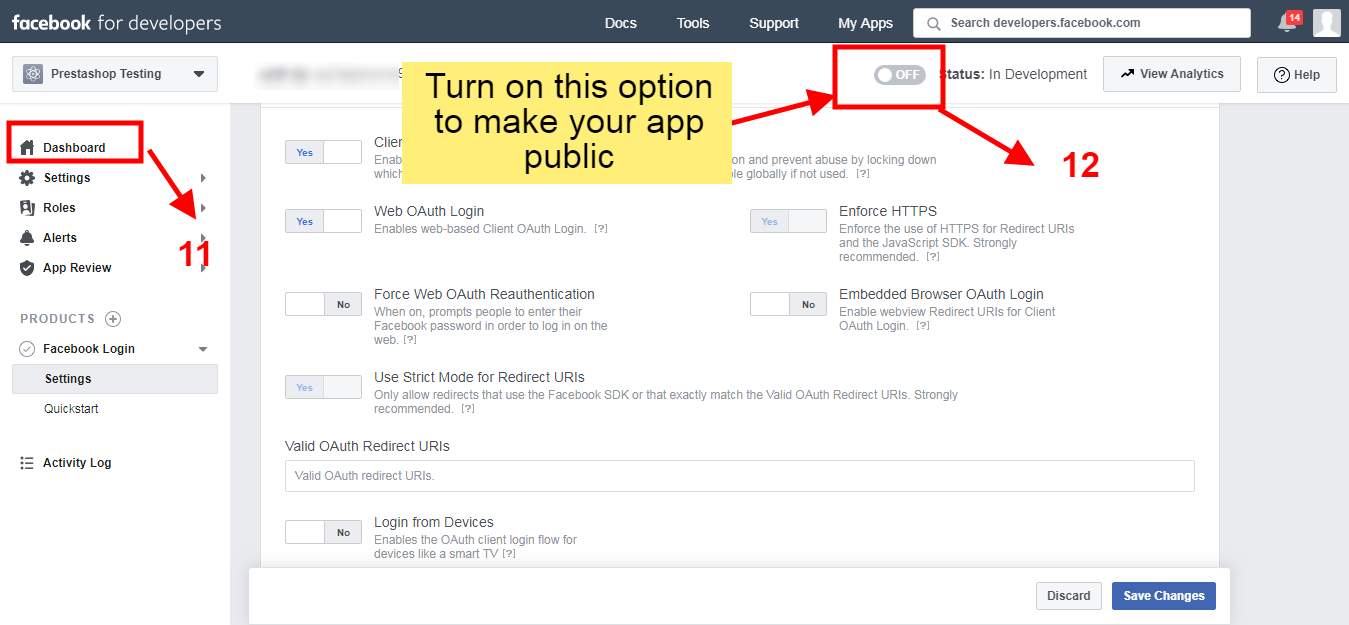 facebook for developers
Docs
Tools
Support
My Apps
Search developers.facebook.com
14
Prestashop Testing
OFF
Status: In Development
View Analytics
Help
Turn on this option
to make your app
public
12
Dashboard
Settings
Roles
Alerts
11
App Review
PRODUCTS
Facebook Login
Settings
Quickstart
Activity Log
Yes
on and prevent abuse by locking down
globally if not used. [?]
Yes
Web OAuth Login
Enables web-based Client OAuth Login. [?]
Yes
Enforce HTTPS
Enforce the use of HTTPS for Redirect URIs
and the JavaScript SDK. Strongly
recommended. [?]
No
Force Web OAuth Reauthentication
When on, prompts people to enter their
Facebook password in order to log in on the
web. [?]
No
Embedded Browser OAuth Login
Enable webview Redirect URIs for Client
OAuth Login. [?]
Yes
Use Strict Mode for Redirect URIs
Only allow redirects that use the Facebook SDK or that exactly match the Valid OAuth Redirect URIs. Strongly
recommended. [?]
Valid OAuth Redirect URIs
Valid OAuth redirect URIs.
No
Login from Devices
Enables the OAuth client login flow for
devices like a smart TV [?]
Discard
Save Changes